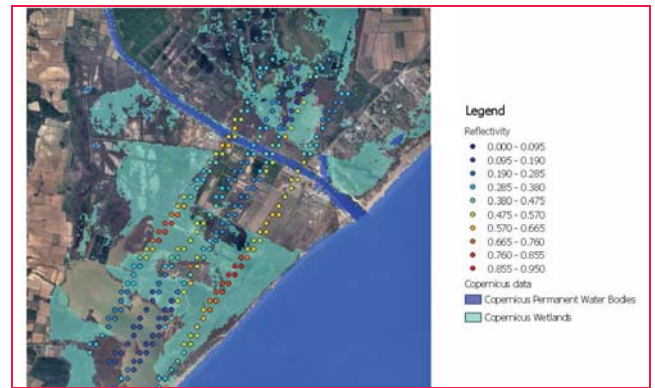 Legend
Reflectivity
0.000 - 0.095
0.095 - 0.190
0.190 - 0.285
0.285 - 0.380
0.380 - 0.475
0.475 - 0.570
0.570 - 0.665
0.665 - 0.760
0.760 - 0.855
0.855 - 0.950
Copernicus data
Copernicus Permanent Water Bodies
Copernicus Wetlands